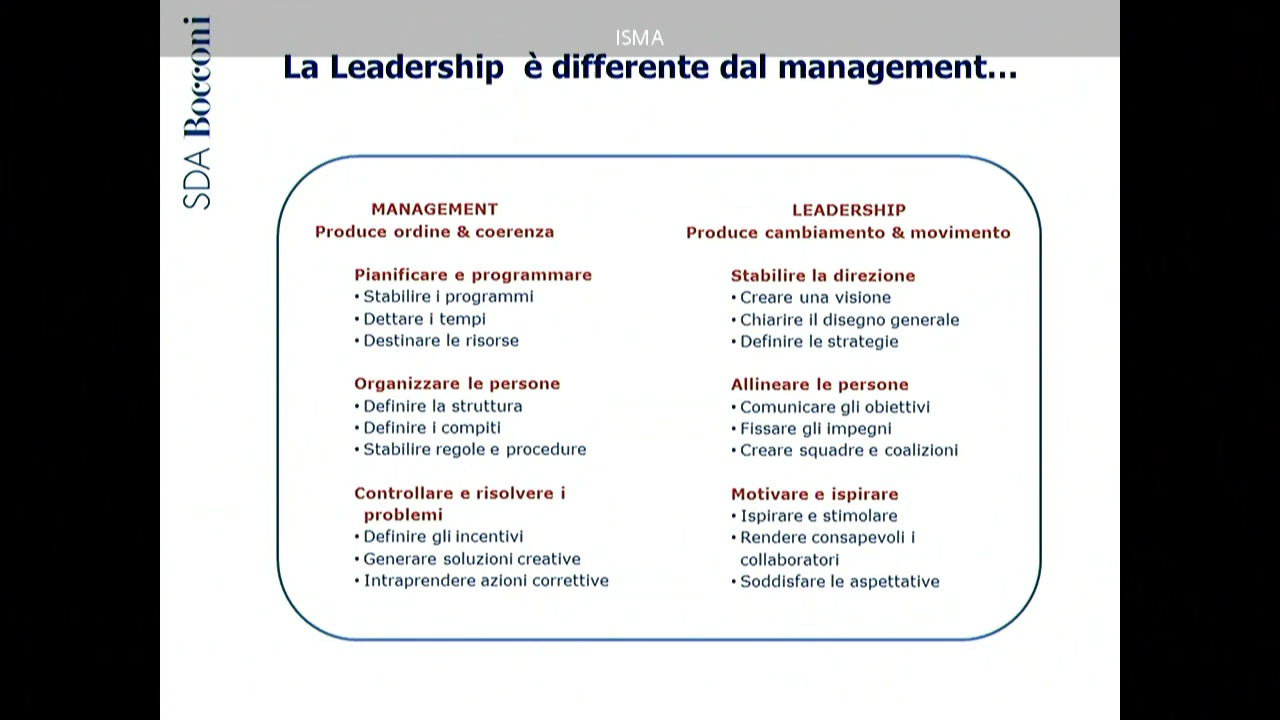 ISMA
SDA Bocconi
La Leadership è differente dal management...
MANAGEMENT
Produce ordine & coerenza
Pianificare e programmare
• Stabilire i programmi
• Dettare i tempi
• Destinare le risorse
Organizzare le persone
• Definire la struttura
• Definire i compiti
• Stabilire regole e procedure
Controllare e risolvere i
problemi
• Definire gli incentivi
• Generare soluzioni creative
• Intraprendere azioni correttive
LEADERSHIP
Produce cambiamento & movimento
Stabilire la direzione
• Creare una visione
• Chiarire il disegno generale
• Definire le strategie
Allineare le persone
• Comunicare gli obiettivi
• Fissare gli impegni
• Creare squadre e coalizioni
Motivare e ispirare
• Ispirare e stimolare
• Rendere consapevoli i
collaboratori
• Soddisfare le aspettative